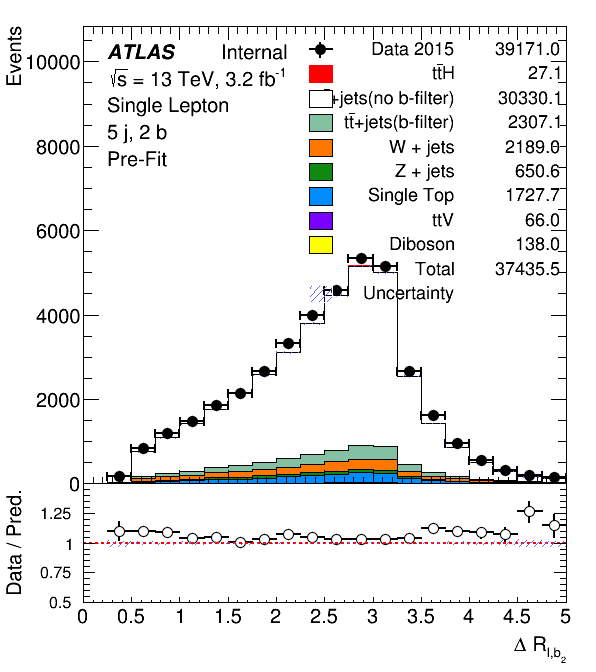 Events
10000
8000
6000
4000
2000
0
ATLAS Internal
√s = 13 TeV, 3.2 fb⁻¹
Single Lepton
5 j, 2 b
Pre-Fit
Data 2015 39171.0
tt̄H 27.1
+jets(no b-filter) 30330.1
tt̄+jets(b-filter) 2307.1
W + jets 2189.0
Z + jets 650.6
Single Top 1727.7
ttV 66.0
Diboson 138.0
Total 37435.5
Uncertainty
Data / Pred.
1.25
1
0.75
0.5
0 0.5 1 1.5 2 2.5 3 3.5 4 4.5 5
Δ R l,b₂